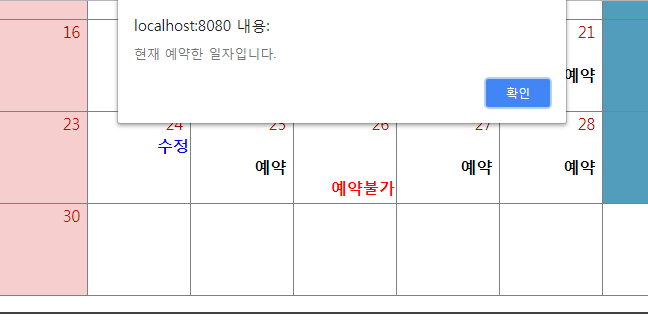 localhost:8080 내용:
현재 예약한 일자입니다.
확인
16
21
예약
23
24
25
26
27
28
수정
예약
예약
예약
예약불가
30